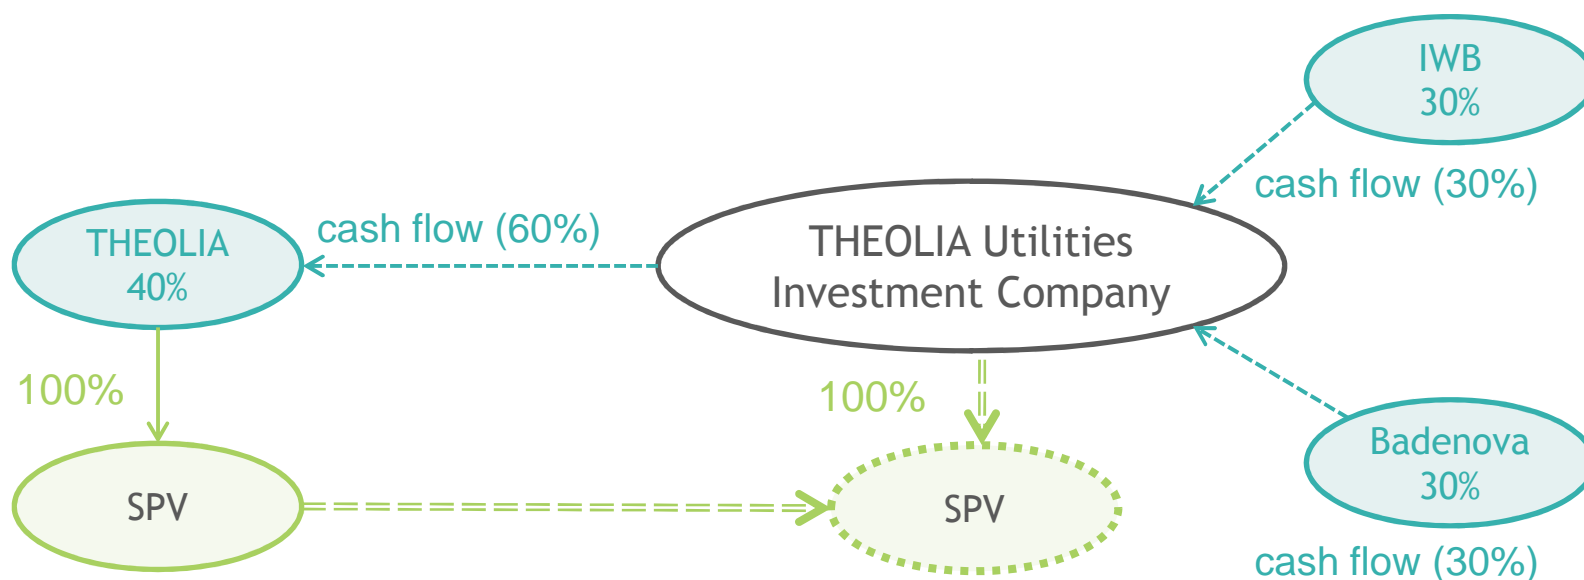 IWB
30%
cash flow (30%)
THEOLIA
40%
cash flow (60%)
THEOLIA Utilities
Investment Company
100%
100%
Badenova
30%
SPV
SPV
cash flow (30%)